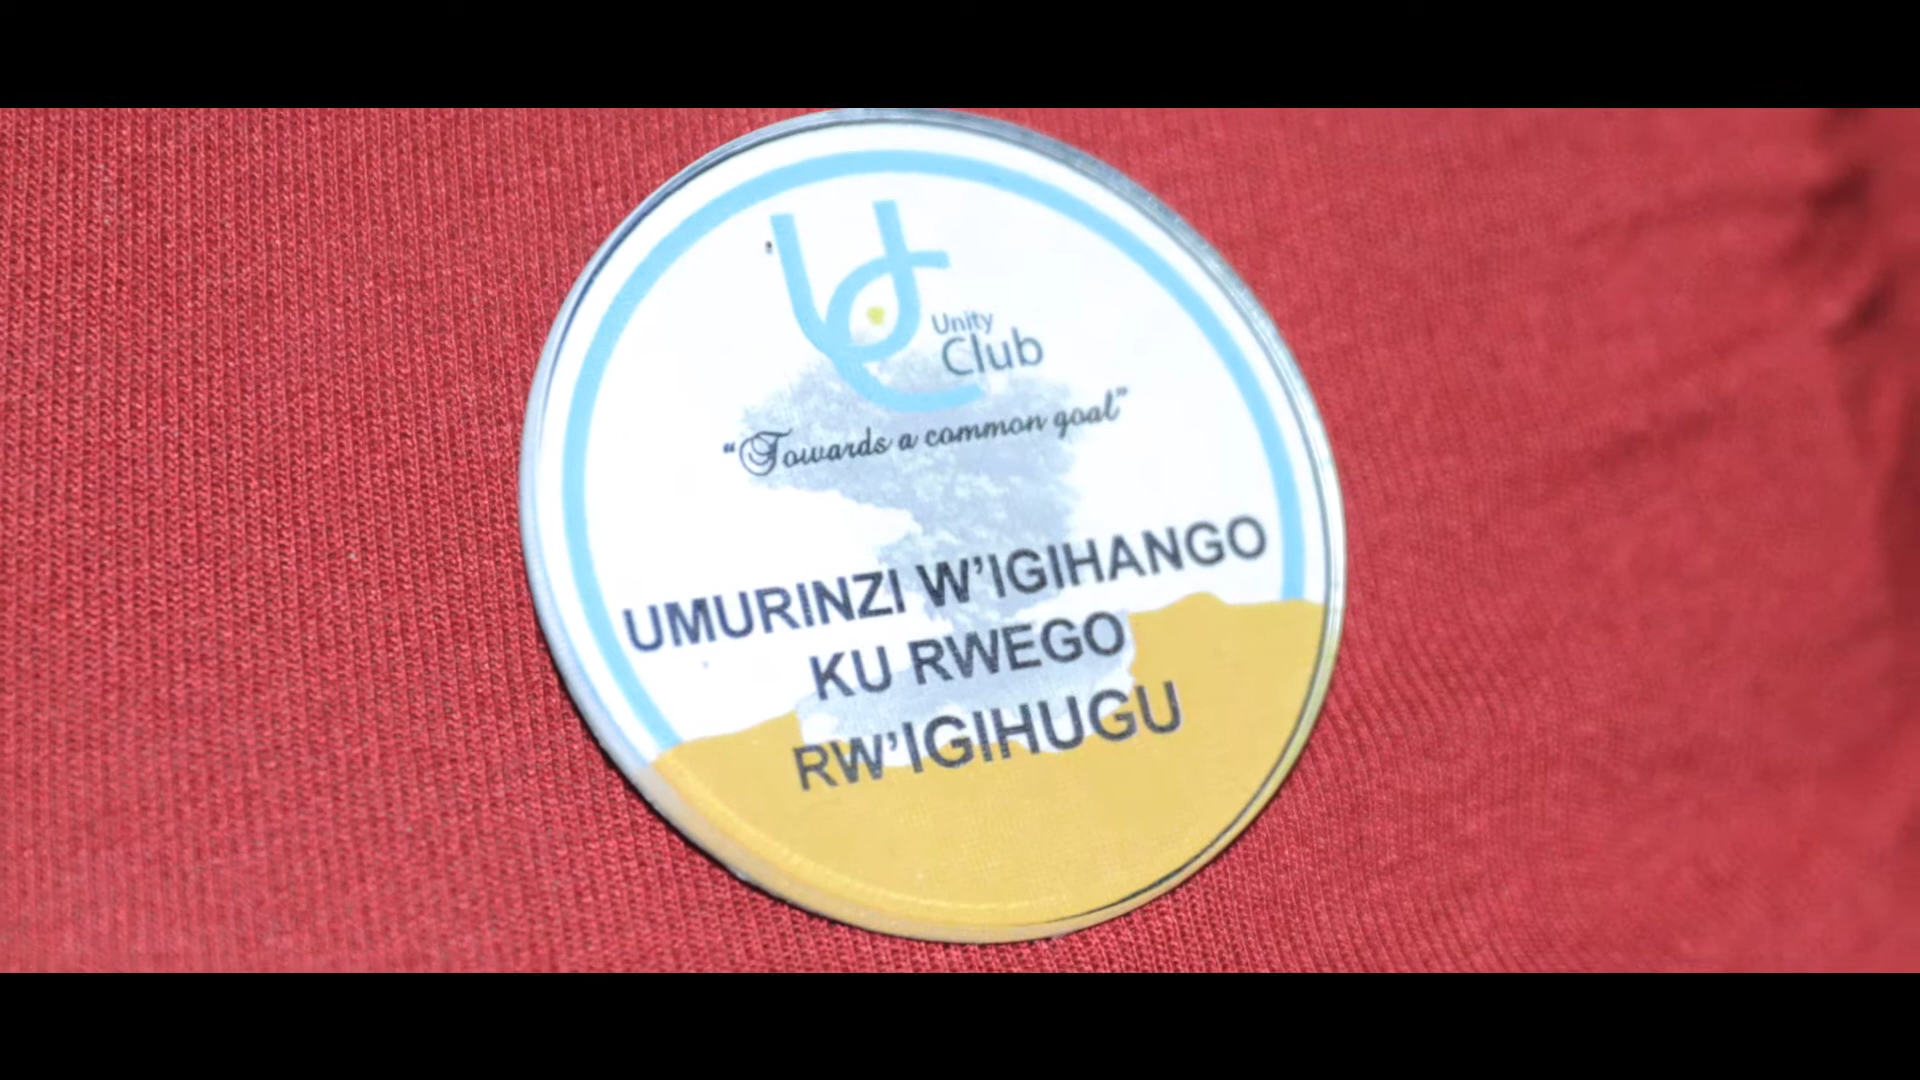 Unity
Club
“Towards a common goal”
UMURINZI W’IGIHANGO
KU RWEGO
RW’IGIHUGU